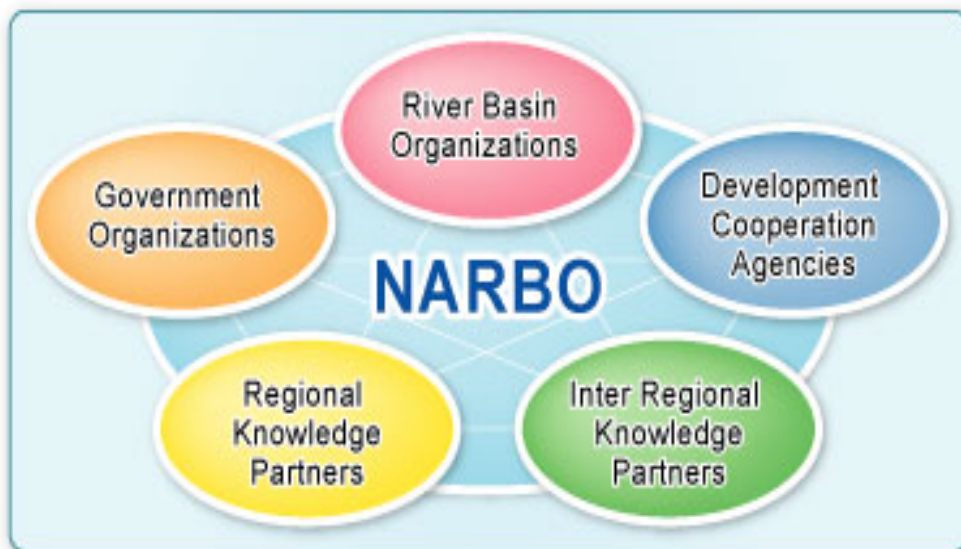 River Basin
Organizations
Government
Organizations
Development
Cooperation
Agencies
NARBO
Regional
Knowledge
Partners
Inter Regional
Knowledge
Partners